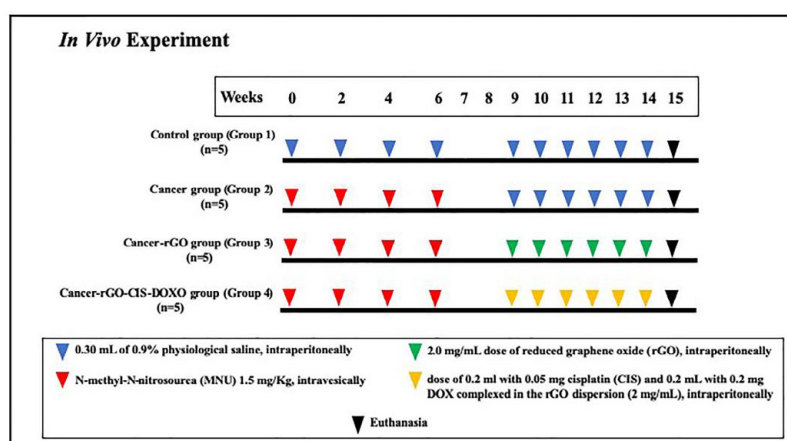 In Vivo Experiment
Weeks 0 2 4 6 7 8 9 10 11 12 13 14 15
Control group (Group 1)
(n=5)
Cancer group (Group 2)
(n=5)
Cancer-rGO group (Group 3)
(n=5)
Cancer-rGO-CIS-DOXO group (Group 4)
(n=5)
0.30 mL of 0.9% physiological saline, intraperitoneally
2.0 mg/mL dose of reduced graphene oxide (rGO), intraperitoneally
N-methyl-N-nitrosourea (MNU) 1.5 mg/Kg, intravesically
dose of 0.2 ml with 0.05 mg cisplatin (CIS) and 0.2 mL with 0.2 mg
DOX complexed in the rGO dispersion (2 mg/mL), intraperitoneally
Euthanasia